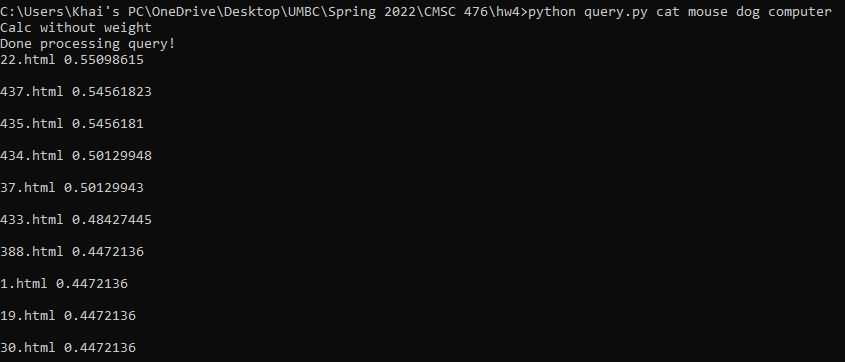 C:\Users\Khai's PC\OneDrive\Desktop\UMBC\Spring 2022\CMSC 476\hw4>python query.py cat mouse dog computer
Calc without weight
Done processing query!
22.html 0.55098615
437.html 0.54561823
435.html 0.5456181
434.html 0.50129948
37.html 0.50129943
433.html 0.48427445
388.html 0.4472136
1.html 0.4472136
19.html 0.4472136
30.html 0.4472136